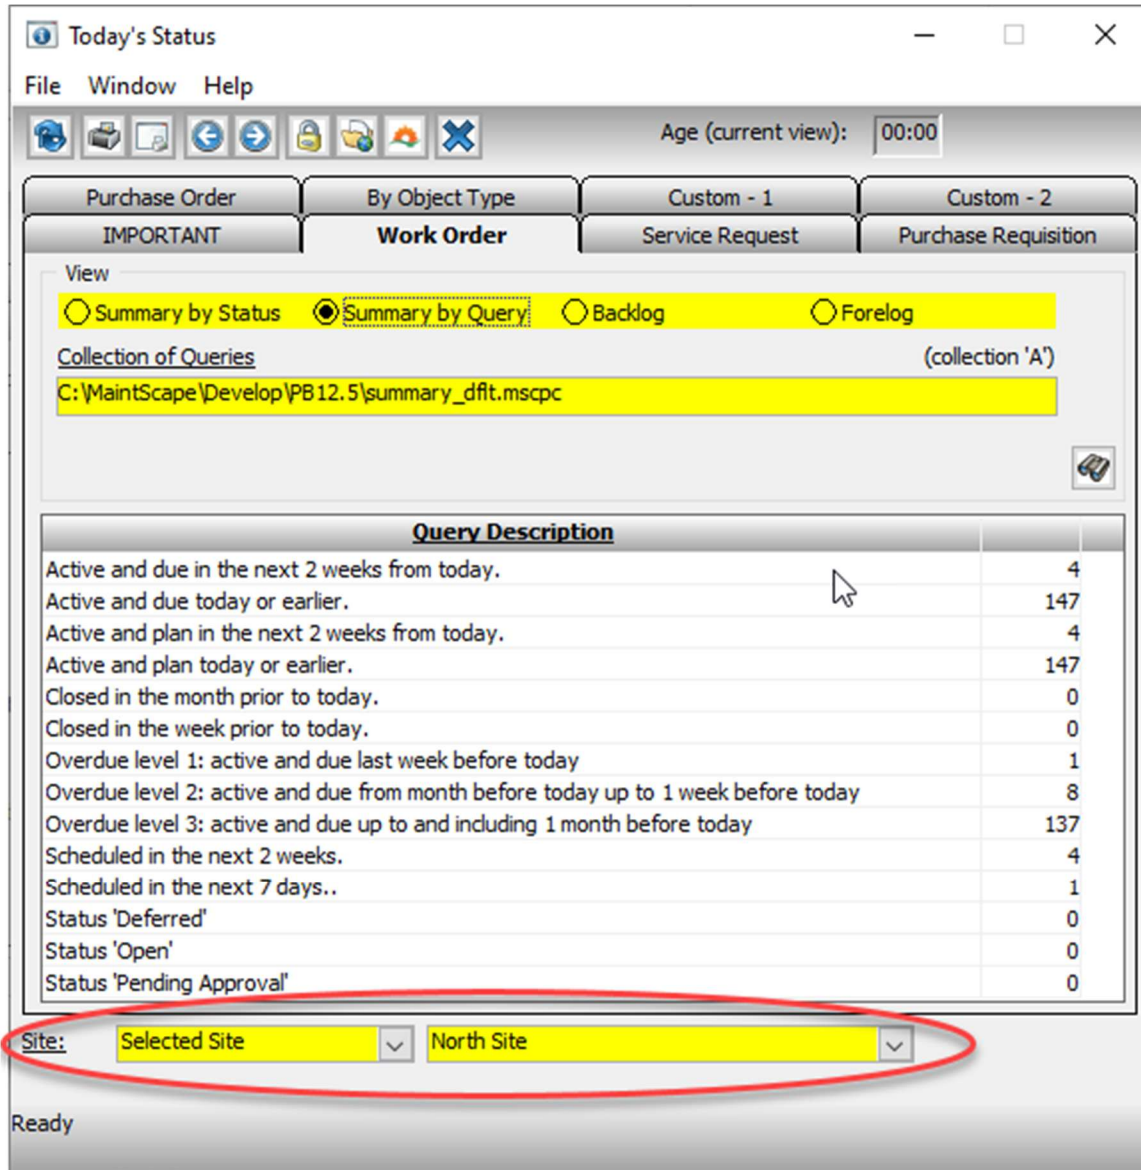 Today's Status
File Window Help
Age (current view): 00:00
Purchase Order By Object Type Custom - 1 Custom - 2
IMPORTANT Work Order Service Request Purchase Requisition
View
Summary by Status Summary by Query Backlog Forelog
Collection of Queries (collection 'A')
C:\MaintScape\Develop\PB12.5\summary_dflt.mscpc
Query Description
Active and due in the next 2 weeks from today. 4
Active and due today or earlier. 147
Active and plan in the next 2 weeks from today. 4
Active and plan today or earlier. 147
Closed in the month prior to today. 0
Closed in the week prior to today. 0
Overdue level 1: active and due last week before today 1
Overdue level 2: active and due from month before today up to 1 week before today 8
Overdue level 3: active and due up to and including 1 month before today 137
Scheduled in the next 2 weeks. 4
Scheduled in the next 7 days.. 1
Status 'Deferred' 0
Status 'Open' 0
Status 'Pending Approval' 0
Site: Selected Site North Site
Ready